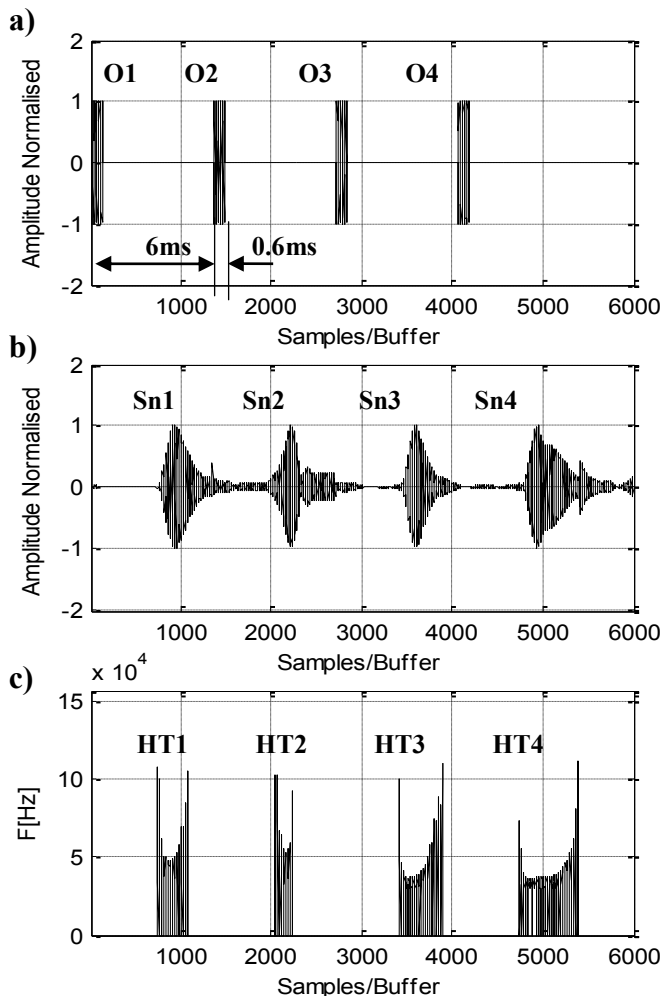 a)
2
O1 O2 O3 O4
1
0
-1
-2
Amplitude Normalised
6ms 0.6ms
1000 2000 3000 4000 5000 6000
Samples/Buffer
b)
2
Sn1 Sn2 Sn3 Sn4
1
0
-1
-2
Amplitude Normalised
0 1000 2000 3000 4000 5000 6000
Samples/Buffer
c)
x 10^4
15
HT1 HT2 HT3 HT4
10
5
0
F[Hz]
0 1000 2000 3000 4000 5000 6000
Samples/Buffer